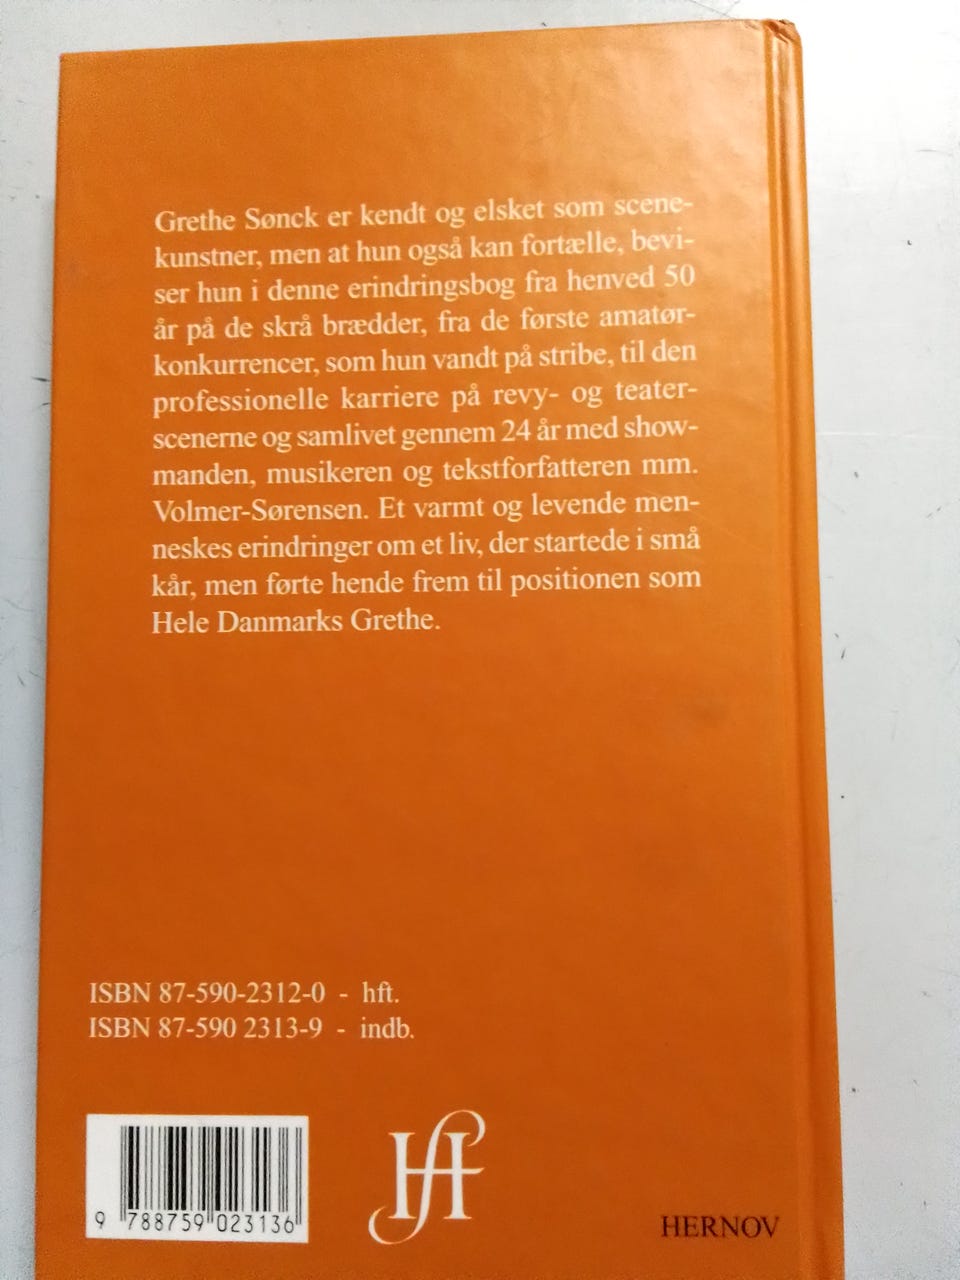 Grethe Sønck er kendt og elsket som scene-
kunstner, men at hun også kan fortælle, bevi-
ser hun i denne erindringsbog fra henved 50
år på de skrå brædder, fra de første amatør-
konkurrencer, som hun vandt på stribe, til den
professionelle karriere på revy- og teater-
scenerne og samlivet gennem 24 år med show-
manden, musikeren og tekstforfatteren mm.
Volmer-Sørensen. Et varmt og levende men-
neskes erindringer om et liv, der startede i små
kår, men førte hende frem til positionen som
Hele Danmarks Grethe.
ISBN 87-590-2312-0 - hft.
ISBN 87-590 2313-9 - indb.
9 788759 023136
HERNOV